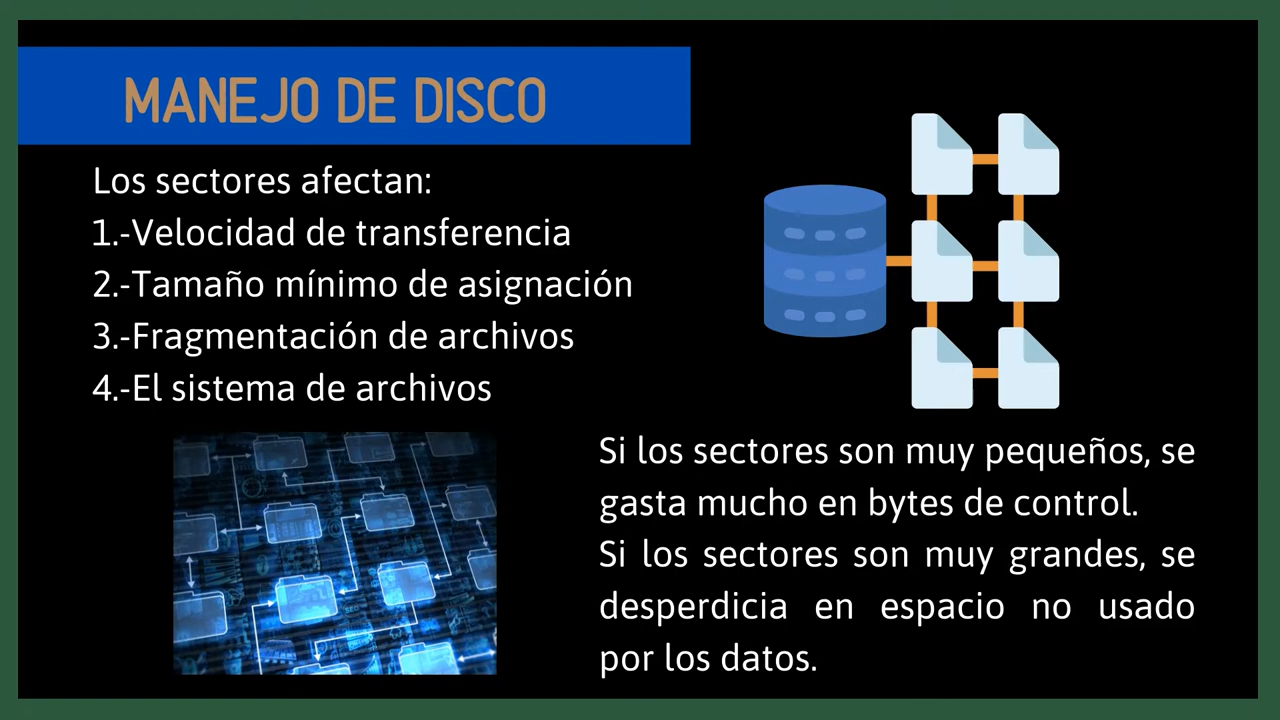 MANEJO DE DISCO
Los sectores afectan:
1.-Velocidad de transferencia
2.-Tamaño mínimo de asignación
3.-Fragmentación de archivos
4.-El sistema de archivos
Si los sectores son muy pequeños, se
gasta mucho en bytes de control.
Si los sectores son muy grandes, se
desperdicia en espacio no usado
por los datos.